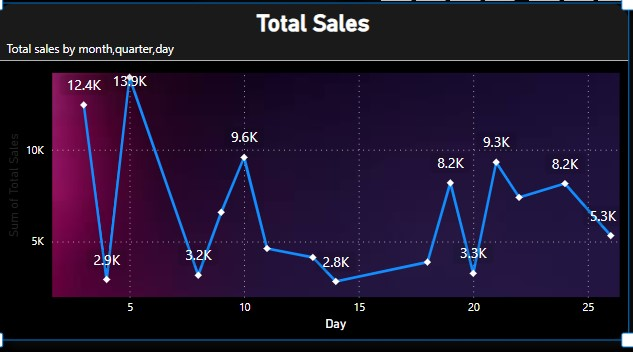 Total Sales
Total sales by month,quarter,day
Sum of Total Sales
10K
5K
12.4K
2.9K
13.9K
3.2K
9.6K
2.8K
8.2K
3.3K
9.3K
8.2K
5.3K
5
10
15
20
25
Day